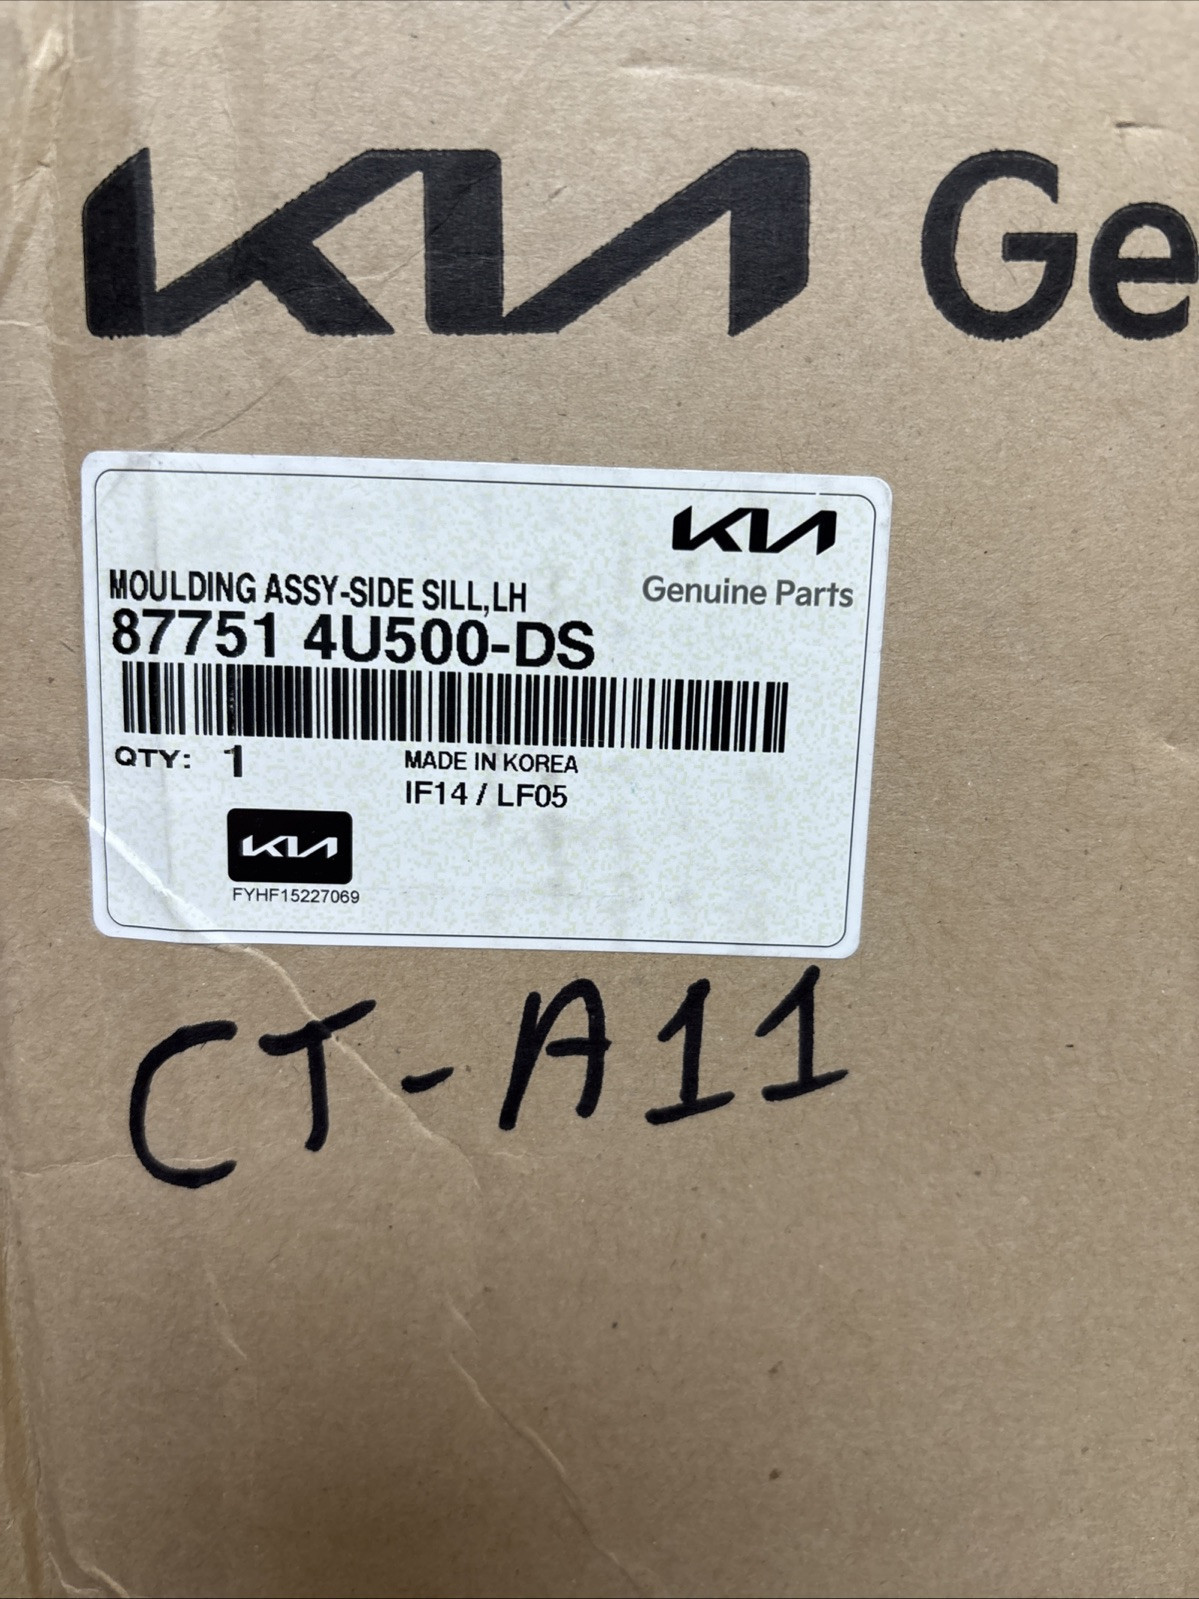 KIA Ge
KIA
Genuine Parts
MOULDING ASSY-SIDE SILL,LH
87751 4U500-DS
QTY: 1
MADE IN KOREA
IF14 / LF05
KIA
FYHF15227069
CT-A11